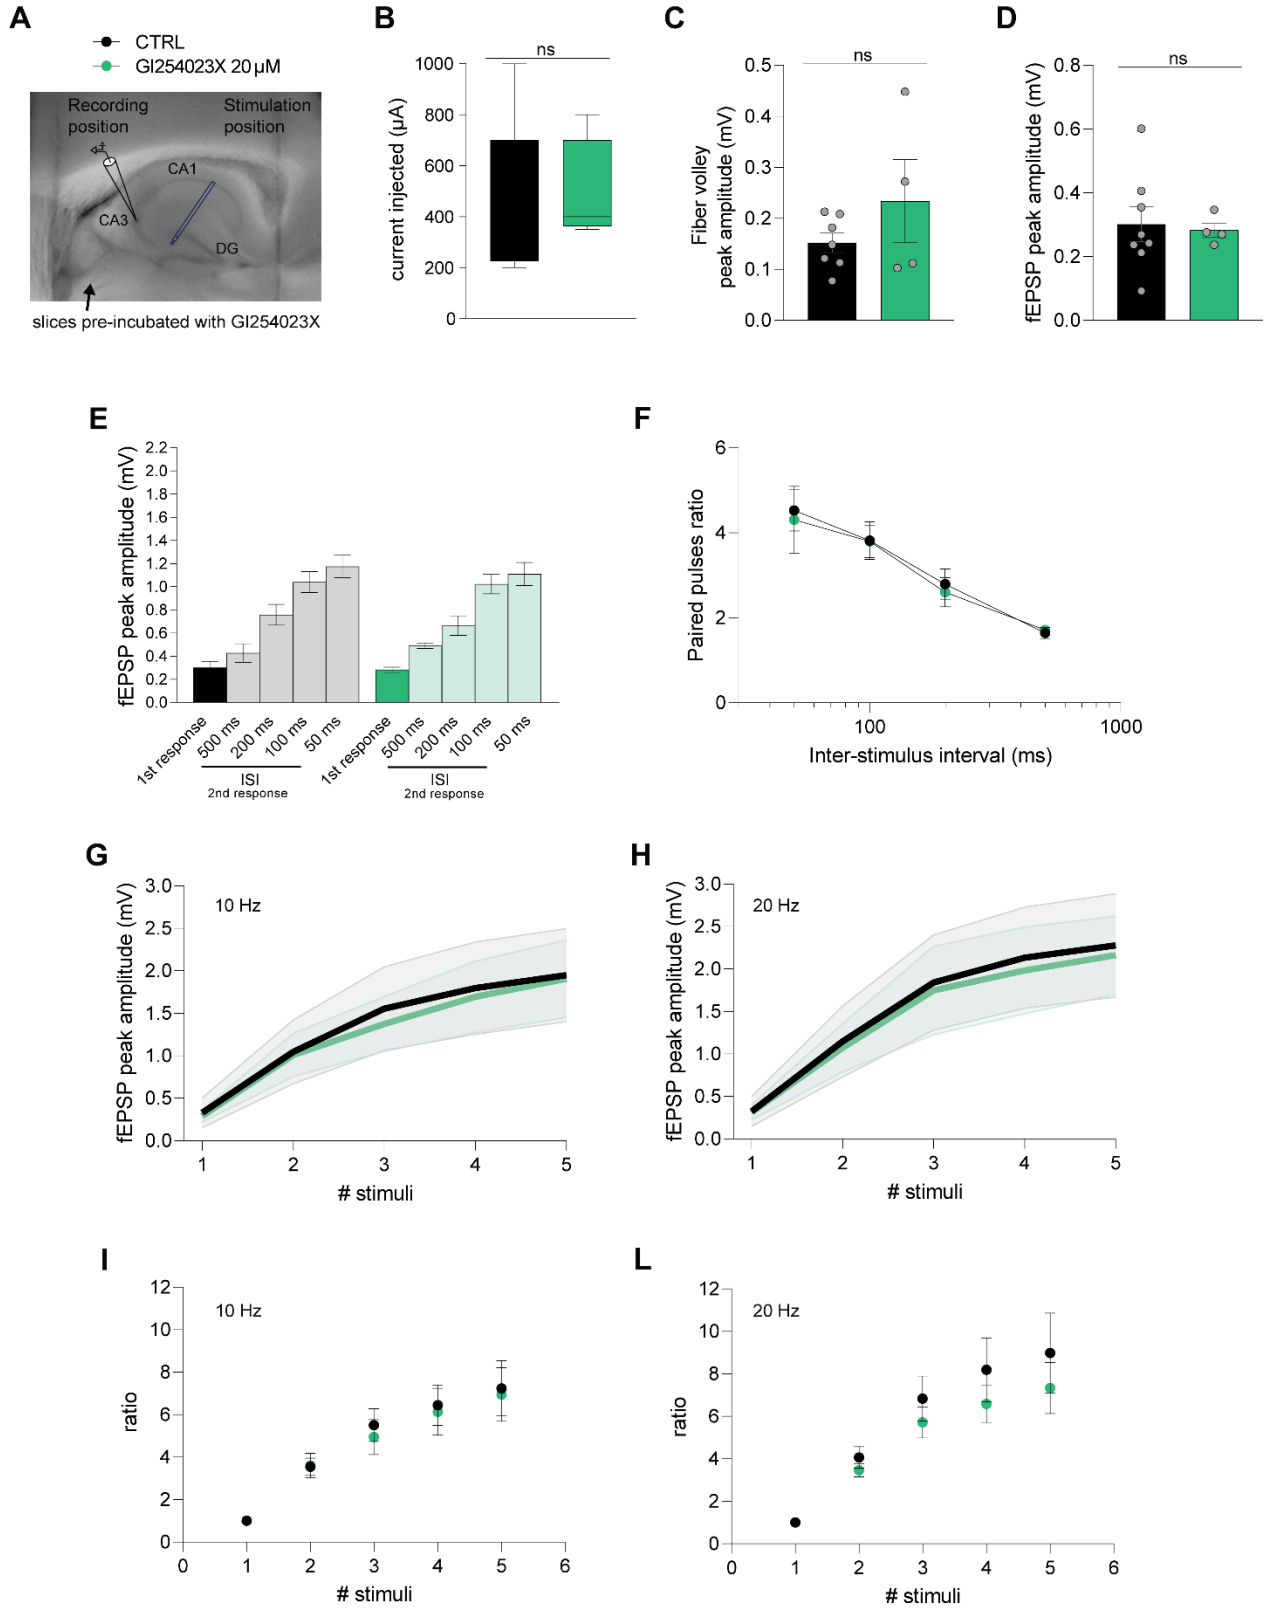 A
CTRL
GI254023X 20 µM
Recording
position
Stimulation
position
CA1
CA3
DG
slices pre-incubated with GI254023X
B
ns
current injected (µA)
1000
800
600
400
200
0
C
ns
Fiber volley
peak amplitude (mV)
0.5
0.4
0.3
0.2
0.1
0.0
D
ns
fEPSP peak amplitude (mV)
0.8
0.6
0.4
0.2
0.0
E
fEPSP peak amplitude (mV)
2.2
2.0
1.8
1.6
1.4
1.2
1.0
0.8
0.6
0.4
0.2
0.0
1st response
500 ms
200 ms
100 ms
50 ms
1st response
500 ms
200 ms
100 ms
50 ms
ISI
2nd response
ISI
2nd response
F
Paired pulses ratio
6
4
2
0
100
1000
Inter-stimulus interval (ms)
G
10 Hz
fEPSP peak amplitude (mV)
3.0
2.5
2.0
1.5
1.0
0.5
0.0
1 2 3 4 5
# stimuli
H
20 Hz
fEPSP peak amplitude (mV)
3.0
2.5
2.0
1.5
1.0
0.5
0.0
1 2 3 4 5
# stimuli
I
10 Hz
ratio
12
10
8
6
4
2
0
0 1 2 3 4 5 6
# stimuli
L
20 Hz
ratio
12
10
8
6
4
2
0
0 1 2 3 4 5 6
# stimuli